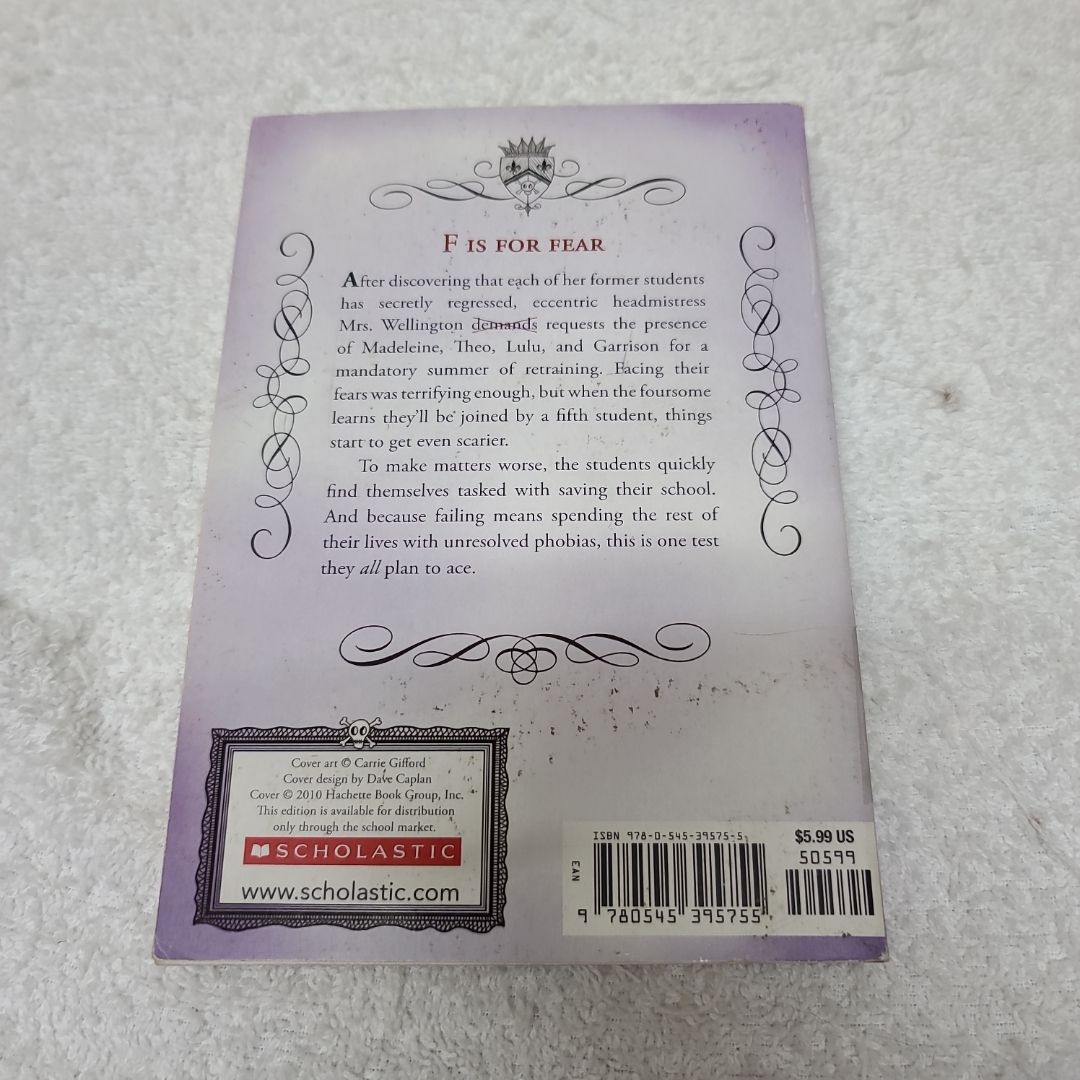 F IS FOR FEAR
After discovering that each of her former students
has secretly regressed, eccentric headmistress
Mrs. Wellington demands requests the presence
of Madeleine, Theo, Lulu, and Garrison for a
mandatory summer of retraining. Facing their
fears was terrifying enough, but when the foursome
learns they'll be joined by a fifth student, things
start to get even scarier.
To make matters worse, the students quickly
find themselves tasked with saving their school.
And because failing means spending the rest of
their lives with unresolved phobias, this is one test
they all plan to ace.
Cover art © Carrie Gifford
Cover design by Dave Caplan
Cover © 2010 Hachette Book Group, Inc.
This edition is available for distribution
only through the school market.
SCHOLASTIC
www.scholastic.com
ISBN 978-0-545-39575-5
$5.99 US
50599
EAN
9 780545 395755